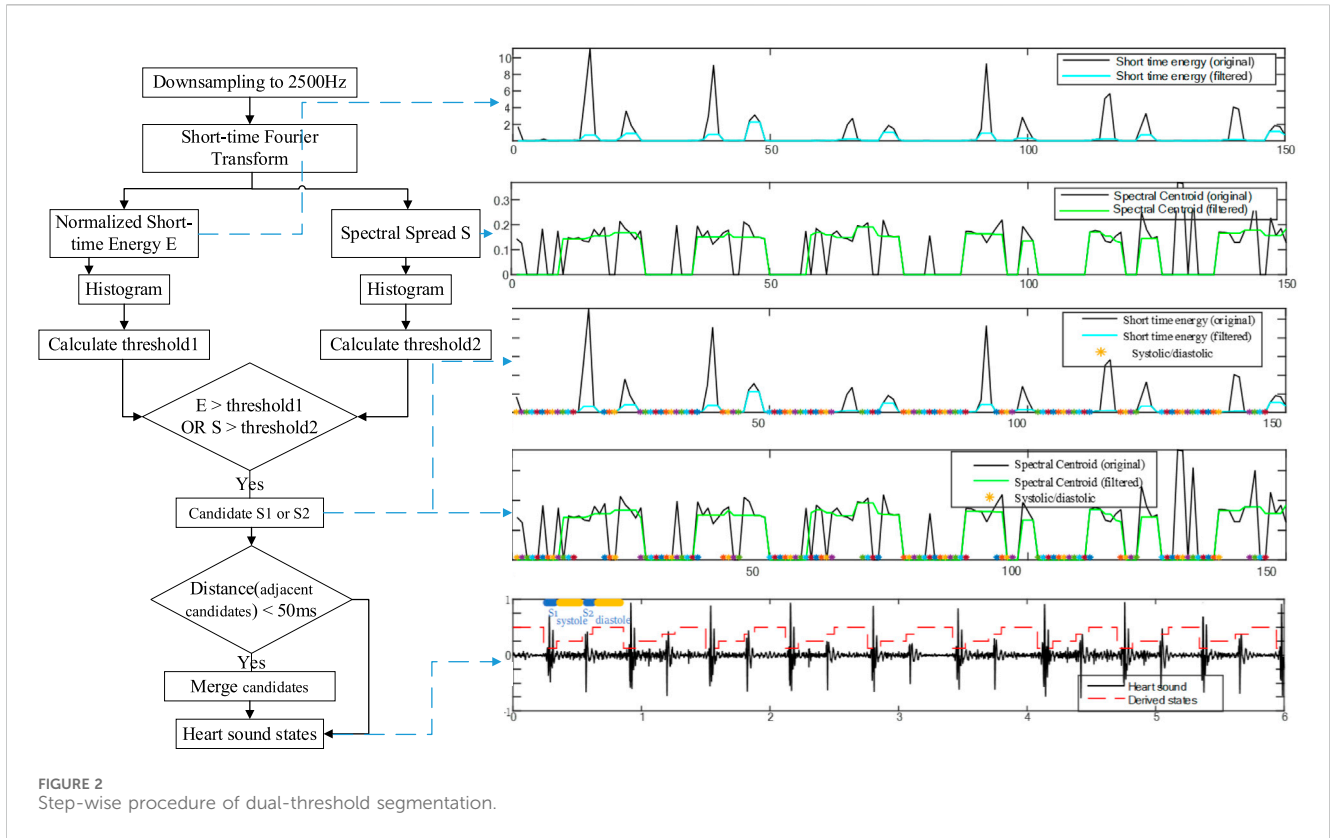 Downsampling to 2500Hz
Short-time Fourier
Transform
Normalized Short-
time Energy E
Spectral Spread S
Histogram
Histogram
Calculate threshold1
Calculate threshold2
E > threshold1
OR S > threshold2
Yes
Candidate S1 or S2
Distance(adjacent
candidates) < 50ms
Yes
Merge candidates
Heart sound states
10
8
6
4
2
0
50
100
150
Short time energy (original)
Short time energy (filtered)
0.3
0.2
0.1
0
0
50
100
150
Spectral Centroid (original)
Spectral Centroid (filtered)
50
100
150
Short time energy (original)
Short time energy (filtered)
Systolic/diastolic
50
100
150
Spectral Centroid (original)
Spectral Centroid (filtered)
Systolic/diastolic
1
0
-1
-0
1
2
3
4
5
6
S1
systole
S2
diastole
Heart sound
Derived states
FIGURE 2
Step-wise procedure of dual-threshold segmentation.